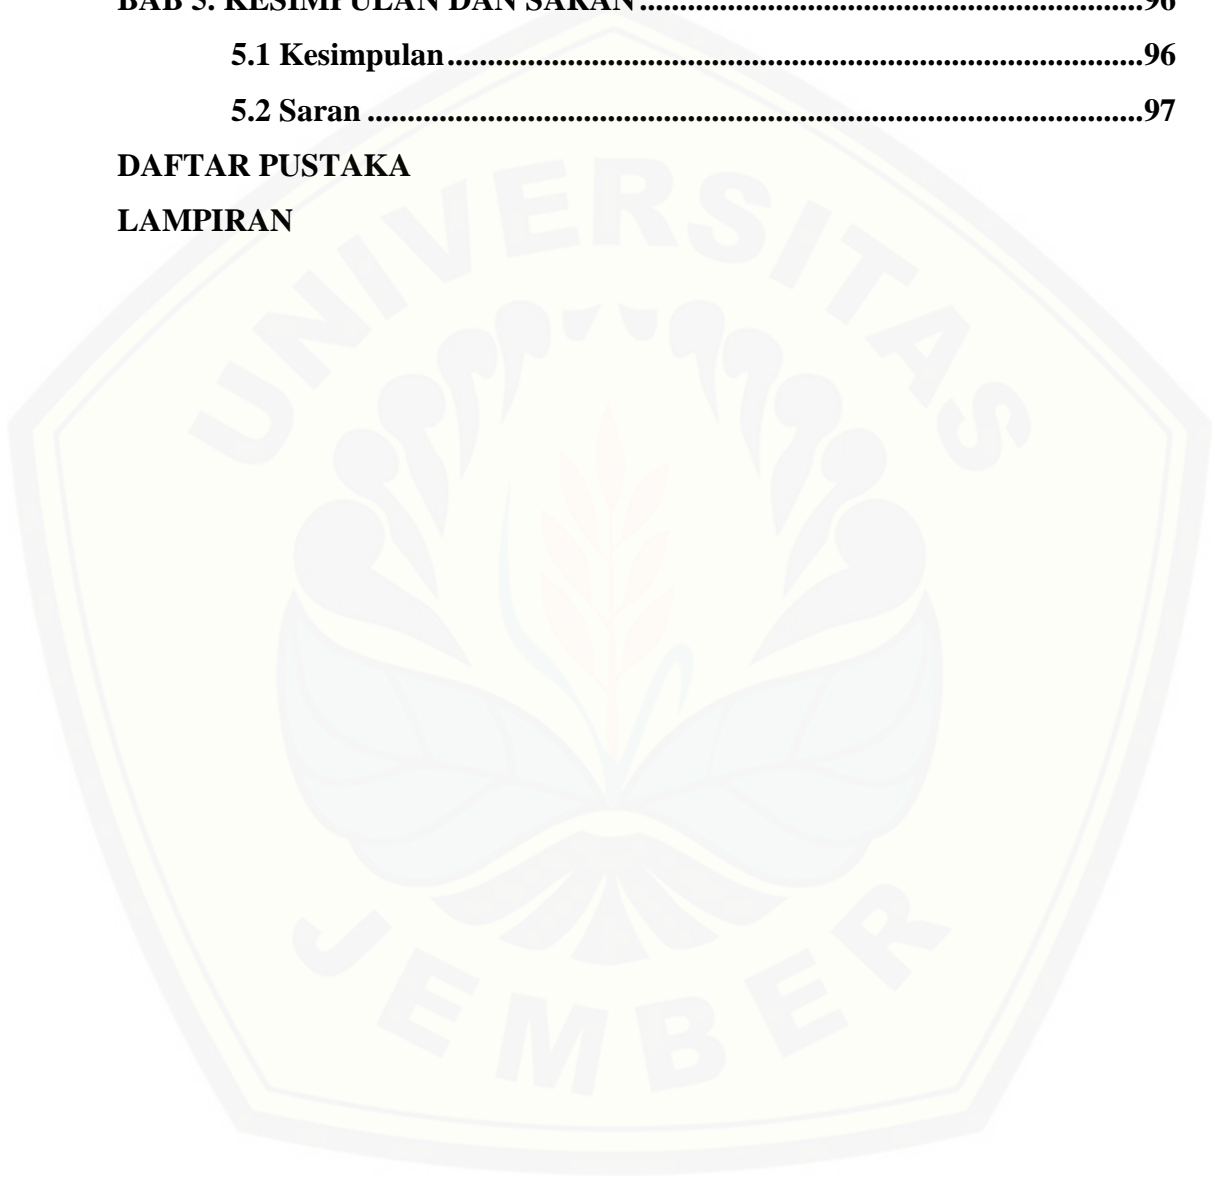 BAB 5. KESIMPULAN DAN SARAN..............................................................96
5.1 Kesimpulan.....................................................................................96
5.2 Saran ...............................................................................................97
DAFTAR PUSTAKA
LAMPIRAN
UNIVERSITAS
JEMBER